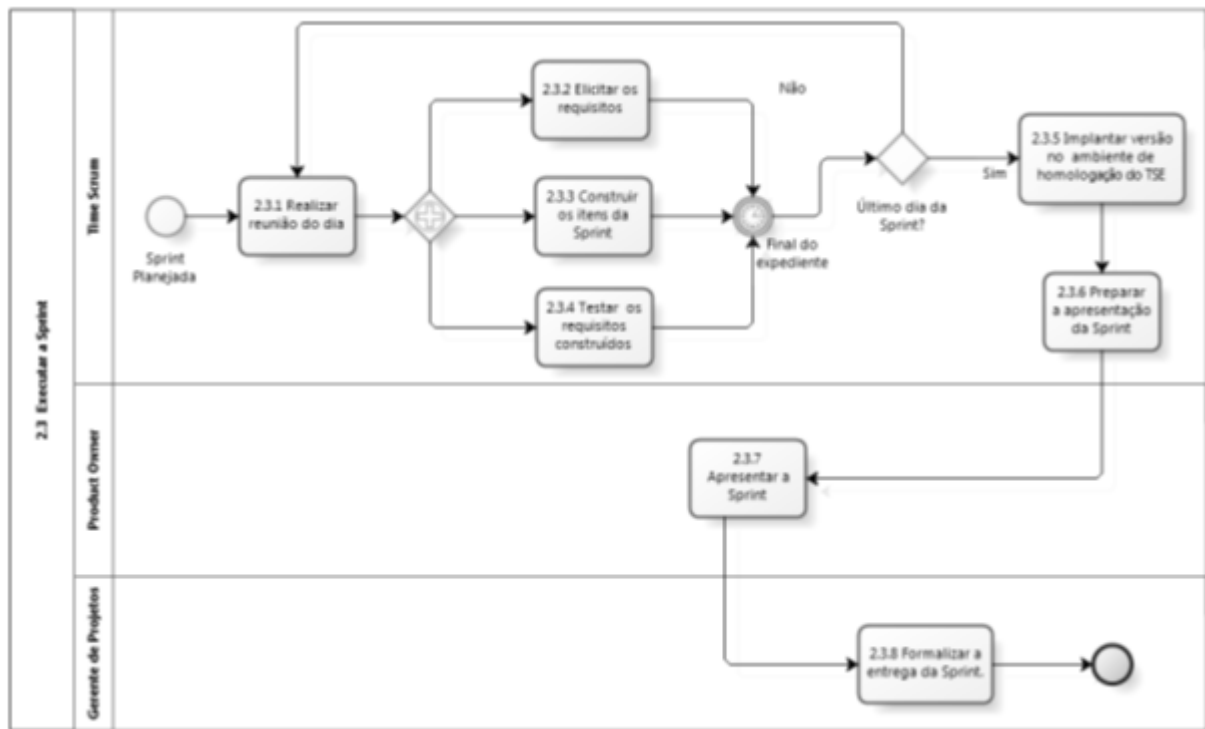 2.3 Executar a Sprint
Time Scrum
Sprint
Planejada
2.3.1 Realizar
reunião do dia
2.3.2 Elicitar os
requisitos
2.3.3 Construir
os itens da
Sprint
2.3.4 Testar os
requisitos
construídos
Final do
expediente
Não
Último dia da
Sprint?
Sim
2.3.5 Implantar versão
no ambiente de
homologação do TSE
2.3.6 Preparar
a apresentação
da Sprint
Product Owner
2.3.7
Apresentar a
Sprint
Gerente de Projetos
2.3.8 Formalizar a
entrega da Sprint.